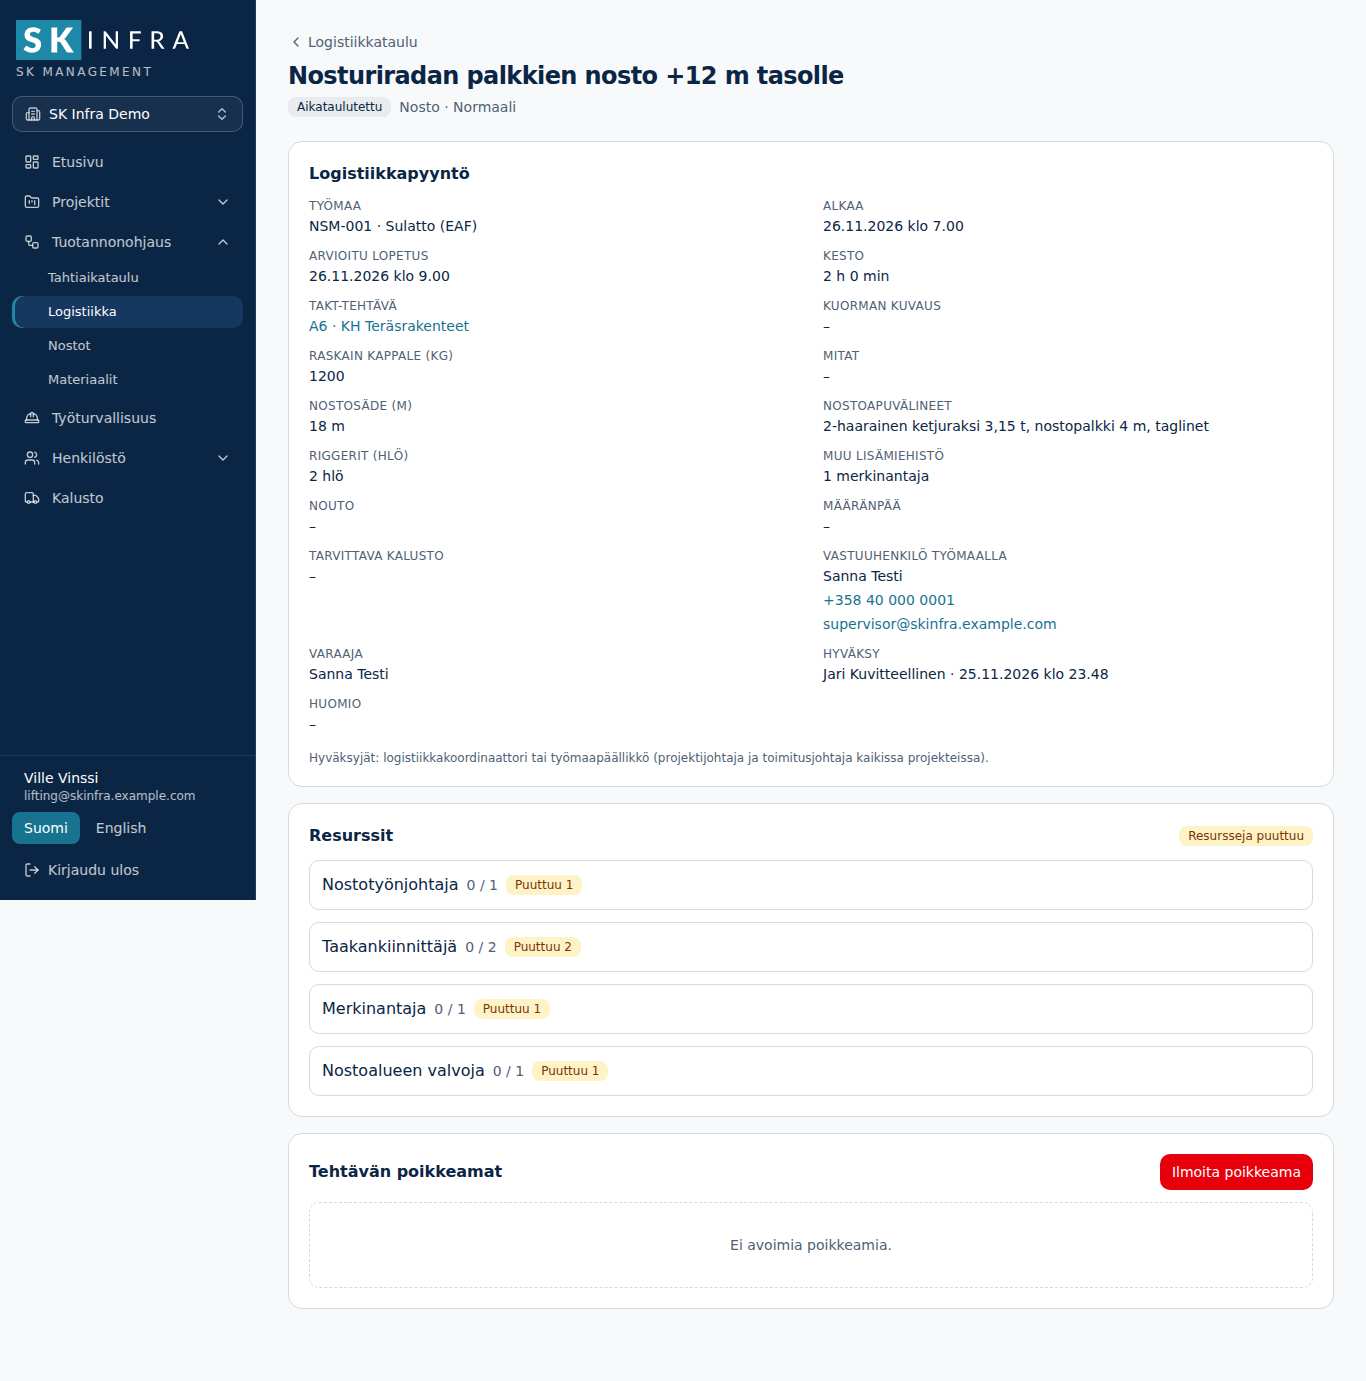 SK INFRA
SK MANAGEMENT
SK Infra Demo
Etusivu
Projektit
Tuotannonohjaus
Tahtiaikataulu
Logistiikka
Nostot
Materiaalit
Työturvallisuus
Henkilöstö
Kalusto
Ville Vinssi
lifting@skinfra.example.com
Suomi English
Kirjaudu ulos
Logistiikkataulu
Nosturiradan palkkien nosto +12 m tasolle
Aikataulutettu Nosto · Normaali
Logistiikkapyyntö
TYÖMAA
NSM-001 · Sulatto (EAF)
ALKAA
26.11.2026 klo 7.00
ARVIOITU LOPETUS
26.11.2026 klo 9.00
KESTO
2 h 0 min
TAKT-TEHTÄVÄ
A6 · KH Teräsrakenteet
KUORMAN KUVAUS
–
RASKAIN KAPPALE (KG)
1200
MITAT
–
NOSTOSÄDE (M)
18 m
NOSTOAPUVÄLINEET
2-haarainen ketjuraksi 3,15 t, nostopalkki 4 m, taglinet
RIGGERIT (HLÖ)
2 hlö
MUU LISÄMIEHISTÖ
1 merkinantaja
NOUTO
–
MÄÄRÄNPÄÄ
–
TARVITTAVA KALUSTO
–
VASTUUHENKILÖ TYÖMAALLA
Sanna Testi
+358 40 000 0001
supervisor@skinfra.example.com
VARAAJA
Sanna Testi
HYVÄKSY
Jari Kuvitteellinen · 25.11.2026 klo 23.48
HUOMIO
–
Hyväksyjät: logistiikkakoordinaattori tai työmaapäällikkö (projektijohtaja ja toimitusjohtaja kaikissa projekteissa).
Resurssit
Resursseja puuttuu
Nostotyönjohtaja 0 / 1 Puuttuu 1
Taakankiinnittäjä 0 / 2 Puuttuu 2
Merkinantaja 0 / 1 Puuttuu 1
Nostoalueen valvoja 0 / 1 Puuttuu 1
Tehtävän poikkeamat
Ilmoita poikkeama
Ei avoimia poikkeamia.